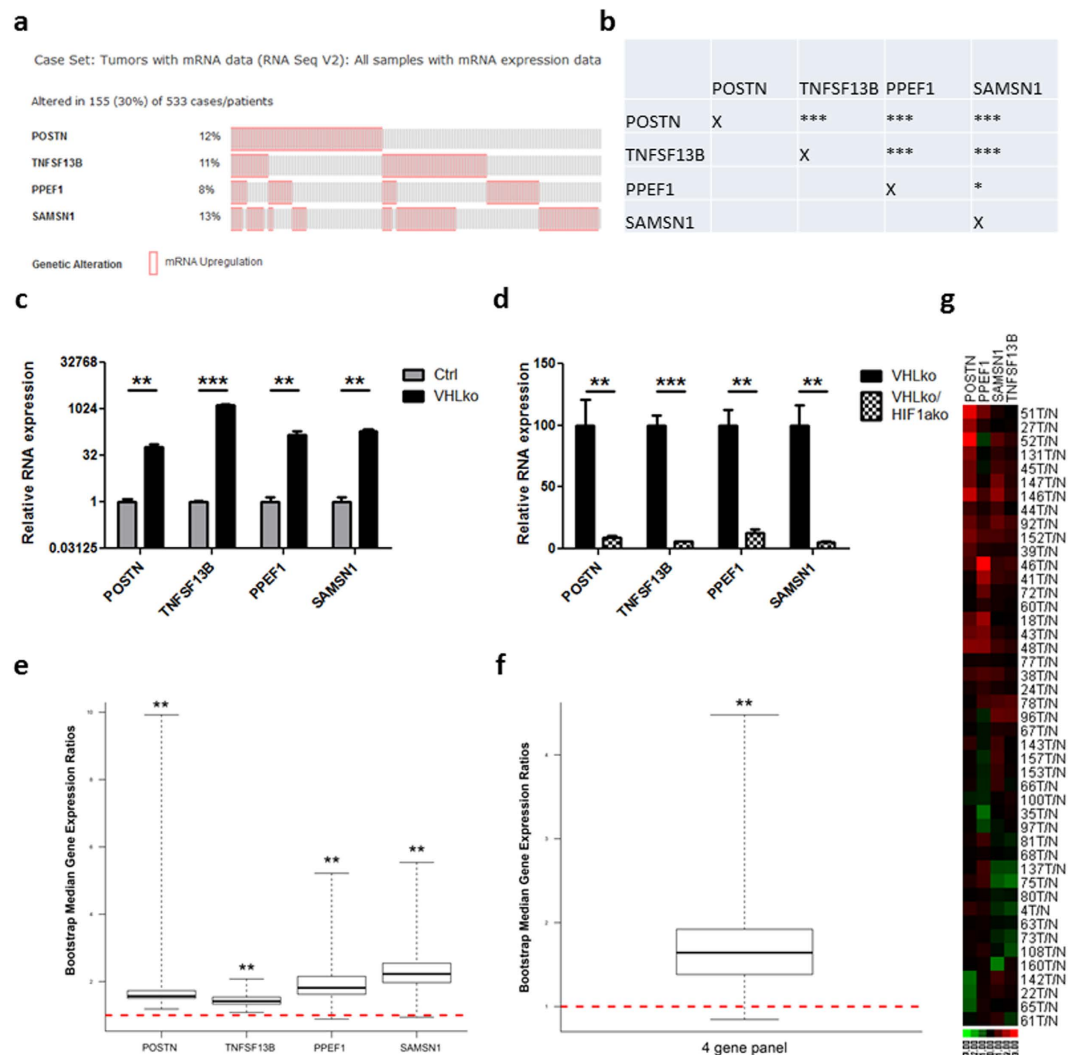 a
Case Set: Tumors with mRNA data (RNA Seq V2): All samples with mRNA expression data
Altered in 155 (30%) of 533 cases/patients
POSTN 12%
TNFSF13B 11%
PPEF1 8%
SAMSN1 13%
Genetic Alteration mRNA Upregulation
b
POSTN TNFSF13B PPEF1 SAMSN1
POSTN X *** *** ***
TNFSF13B X *** ***
PPEF1 X *
SAMSN1 X
c
Relative RNA expression
32768
1024
32
1
0.03125
** *** ** **
POSTN
TNFSF13B
PPEF1
SAMSN1
Ctrl
VHLko
d
Relative RNA expression
150
100
50
0
** *** ** **
POSTN
TNFSF13B
PPEF1
SAMSN1
VHLko
VHLko/
HIF1ako
e
Bootstrap Median Gene Expression Ratios
10
8
6
4
2
** ** ** **
POSTN TNFSF13B PPEF1 SAMSN1
f
Bootstrap Median Gene Expression Ratios
4
3
2
1
**
4 gene panel
g
POSTN
PPEF1
SAMSN1
TNFSF13B
51T/N
27T/N
52T/N
131T/N
45T/N
147T/N
146T/N
44T/N
92T/N
152T/N
39T/N
46T/N
41T/N
72T/N
60T/N
18T/N
43T/N
48T/N
77T/N
38T/N
24T/N
78T/N
96T/N
67T/N
143T/N
157T/N
153T/N
66T/N
100T/N
35T/N
97T/N
81T/N
68T/N
137T/N
75T/N
80T/N
4T/N
63T/N
73T/N
108T/N
160T/N
142T/N
22T/N
65T/N
61T/N